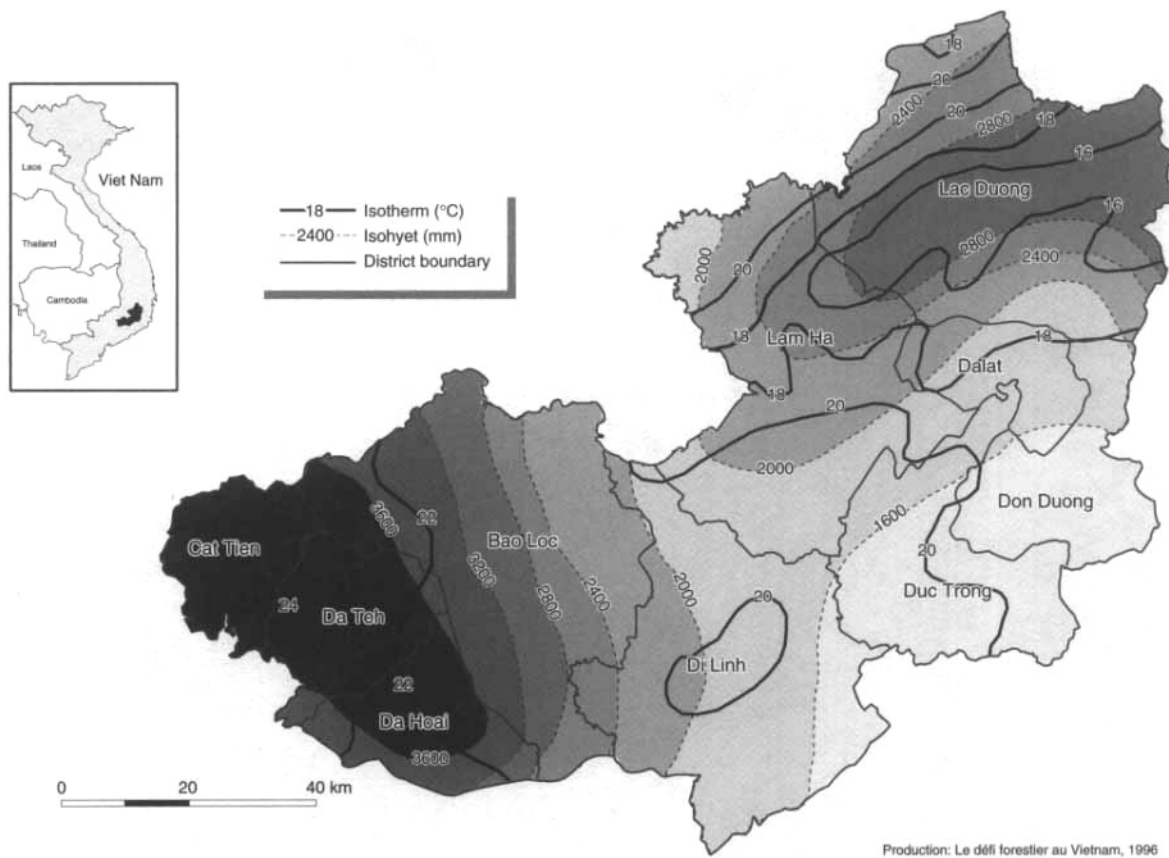 Laos
Viet Nam
Thailand
Cambodia
18 Isotherm (°C)
2400 Isohyet (mm)
District boundary
18
20
2400
20
2800
18
16
Lac Duong
16
2000
20
2800
2400
18
Lam Ha
18
Dalat
18
20
2000
3600
22
Bao Loc
1600
Don Duong
Cat Tien
3200
2800
2400
2000
20
24
Da Teh
20
Duc Trong
Di Linh
22
Da Hoai
3600
0 20 40 km
Production: Le défi forestier au Vietnam, 1996